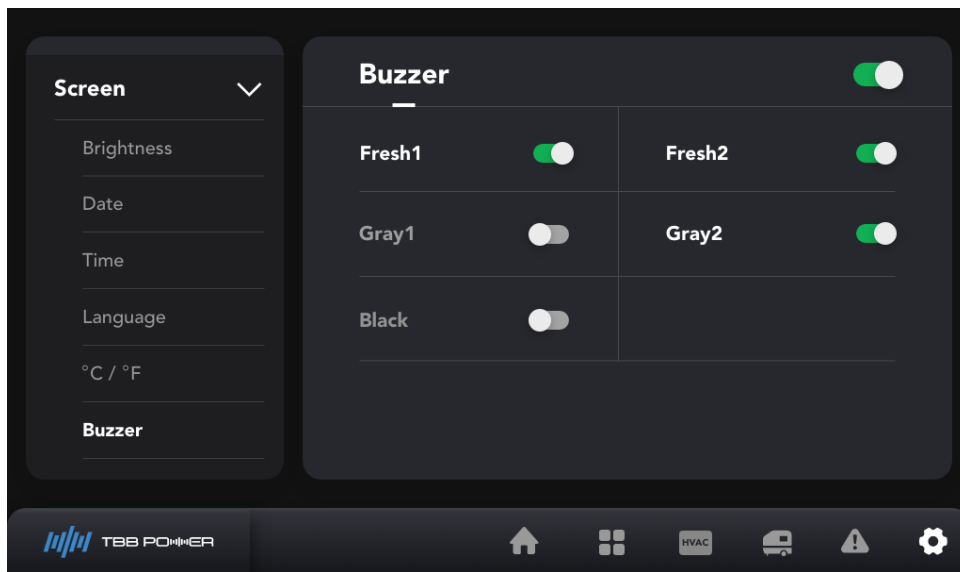 Screen
Brightness
Date
Time
Language
°C / °F
Buzzer
Buzzer
Fresh1
Fresh2
Gray1
Gray2
Black
TBB POWER
HVAC